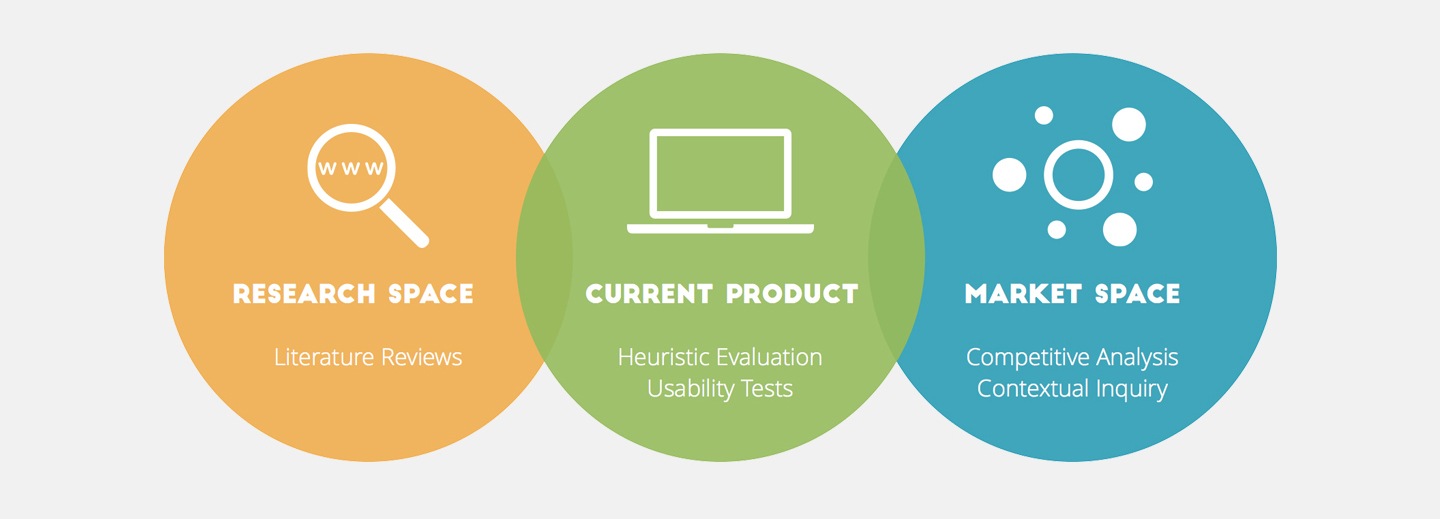 WWW
RESEARCH SPACE
Literature Reviews
CURRENT PRODUCT
Heuristic Evaluation
Usability Tests
MARKET SPACE
Competitive Analysis
Contextual Inquiry